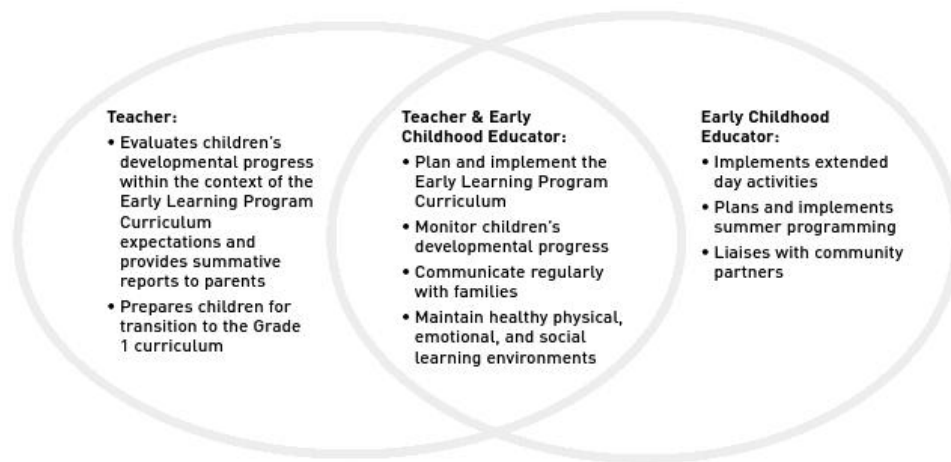 Teacher:
• Evaluates children's
developmental progress
within the context of the
Early Learning Program
Curriculum
expectations and
provides summative
reports to parents
• Prepares children for
transition to the Grade
1 curriculum
Teacher & Early
Childhood Educator:
• Plan and implement the
Early Learning Program
Curriculum
• Monitor children's
developmental progress
• Communicate regularly
with families
• Maintain healthy physical,
emotional, and social
learning environments
Early Childhood
Educator:
• Implements extended
day activities
• Plans and implements
summer programming
• Liaises with community
partners